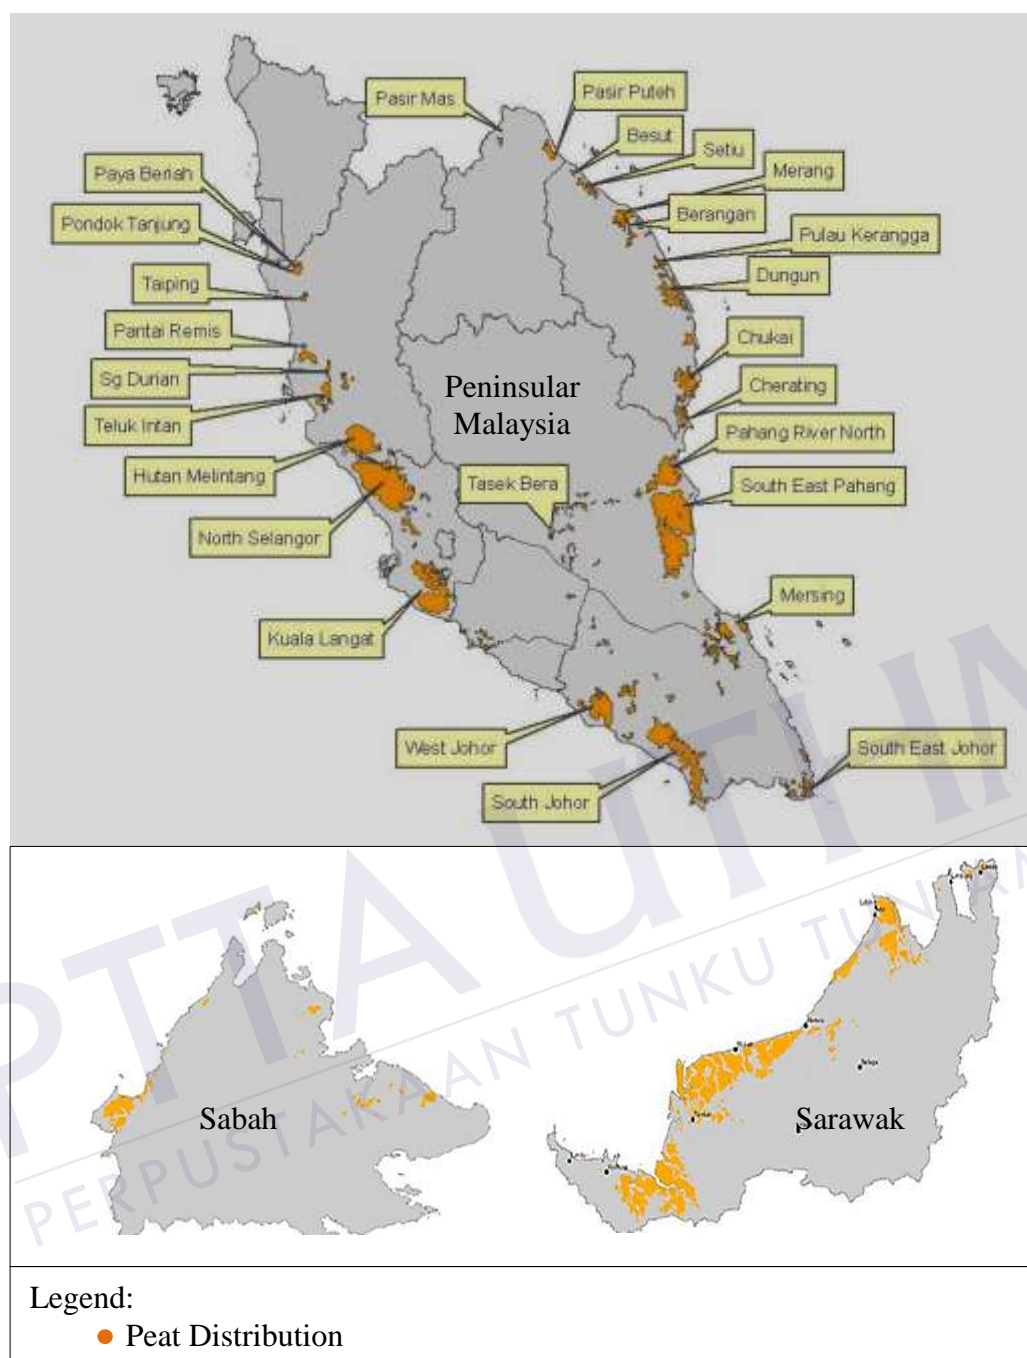 Pasir Mas
Pasir Puteh
Besut
Setiu
Merang
Berangan
Paya Beriah
Pondok Tanjung
Pulau Kerangga
Dungun
Taiping
Pantai Remis
Chukai
Sg Durian
Cherating
Teluk Intan
Peninsular
Malaysia
Pahang River North
Hutan Melintang
Tasek Bera
South East Pahang
North Selangor
Mersing
Kuala Langat
West Johor
South East Johor
South Johor
PTTA UTHM
PERPUSTAKAAN TUNKU TUN
Sabah
Sarawak
Legend:
Peat Distribution